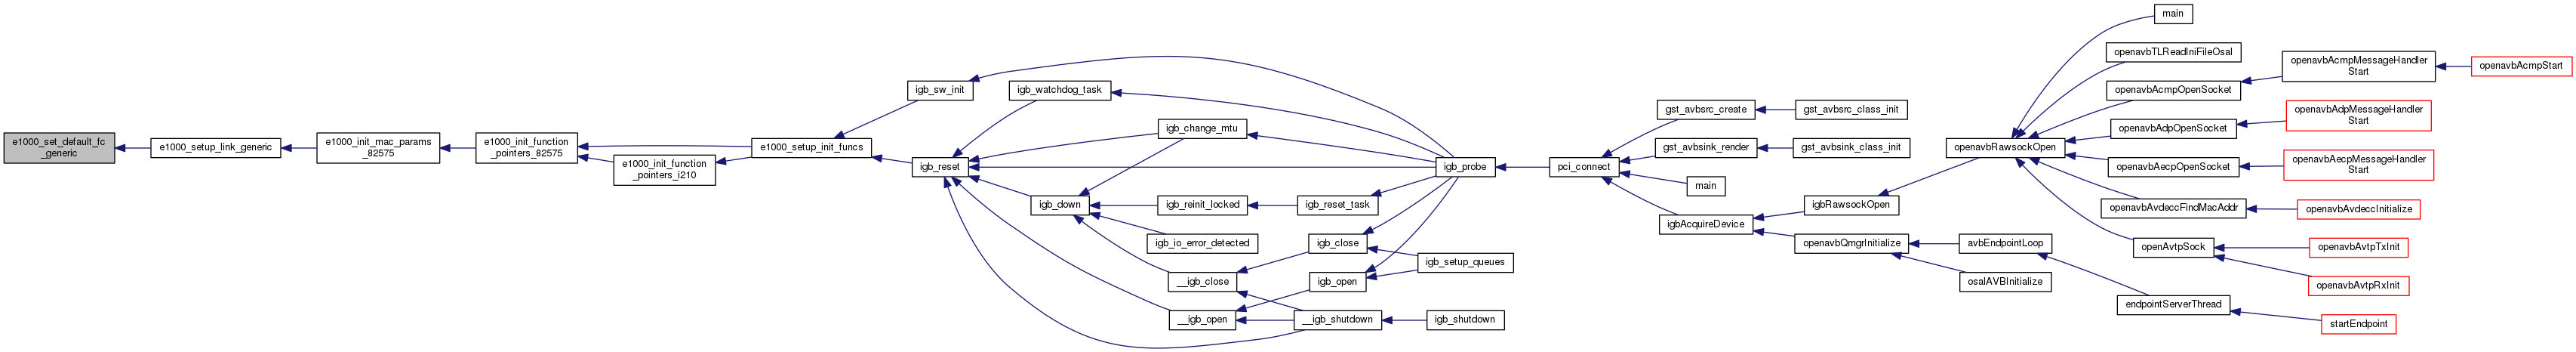 e1000_set_default_fc
_generic
e1000_setup_link_generic
e1000_init_mac_params
_82575
e1000_init_function
_pointers_82575
e1000_init_function
_pointers_i210
e1000_setup_init_funcs
igb_sw_init
igb_reset
igb_watchdog_task
igb_change_mtu
igb_down
igb_reinit_locked
igb_io_error_detected
__igb_close
__igb_open
igb_reset_task
igb_close
igb_open
__igb_shutdown
igb_probe
igb_setup_queues
igb_shutdown
pci_connect
gst_avbsrc_create
gst_avbsrc_class_init
gst_avbsink_render
gst_avbsink_class_init
main
igbAcquireDevice
igbRawsockOpen
openavbQmgrInitialize
avbEndpointLoop
osalAVBInitialize
openavbRawsockOpen
main
openavbTLReadIniFileOsal
openavbAcmpOpenSocket
openavbAcmpMessageHandler
Start
openavbAcmpStart
openavbAdpOpenSocket
openavbAdpMessageHandler
Start
openavbAecpOpenSocket
openavbAecpMessageHandler
Start
openavbAvdeccFindMacAddr
openavbAvdeccInitialize
openAvtpSock
openavbAvtpTxInit
openavbAvtpRxInit
endpointServerThread
startEndpoint